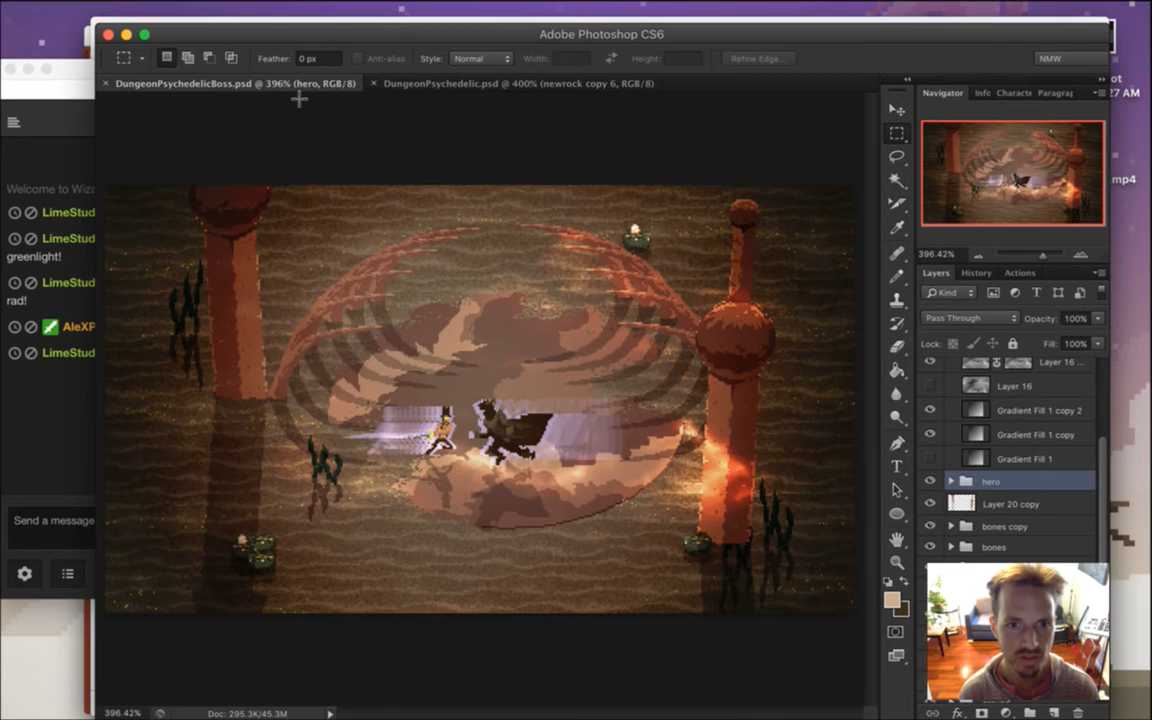 Adobe Photoshop CS6
Feather: 0 px
Anti-alias
Style: Normal
Width:
Height:
Refine Edge...
NMW
× DungeonPsychedelicBoss.psd @ 396% (hero, RGB/8)
× DungeonPsychedelic.psd @ 400% (newrock copy 6, RGB/8)
Navigator
Info
Characte
Paragra
ot
27 AM
.mp4
Welcome to Wiza
LimeStud
LimeStud
greenlight!
LimeStud
rad!
AleXP
LimeStud
Send a message
396.42%
Layers
History
Actions
Kind
Pass Through
Opacity: 100%
Lock:
Fill: 100%
Layer 16 ...
Layer 16
Gradient Fill 1 copy 2
Gradient Fill 1 copy
Gradient Fill 1
hero
Layer 20 copy
bones copy
bones
396.42%
Doc: 295.3K/45.3M